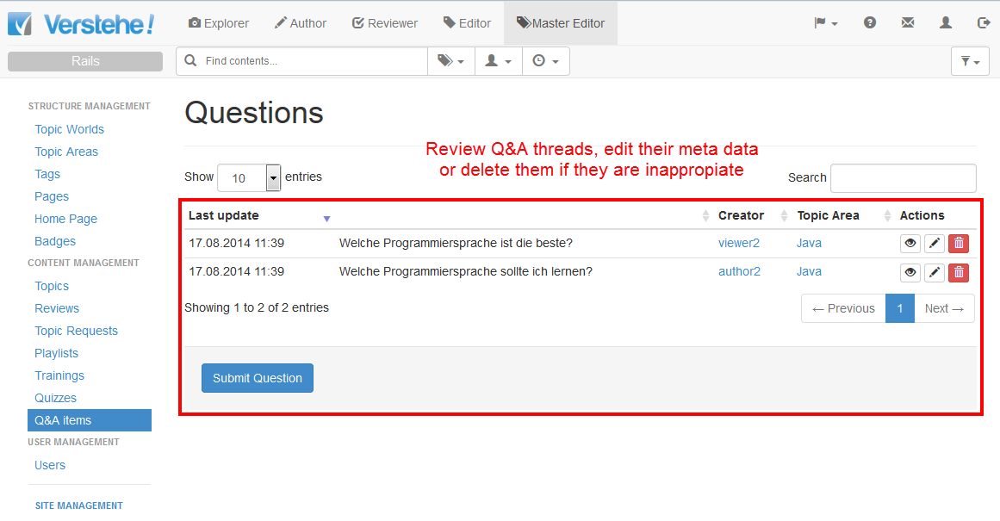 Verstehe!
Explorer
Author
Reviewer
Editor
Master Editor
Rails
Find contents...
STRUCTURE MANAGEMENT
Topic Worlds
Topic Areas
Tags
Pages
Home Page
Badges
CONTENT MANAGEMENT
Topics
Reviews
Topic Requests
Playlists
Trainings
Quizzes
Q&A items
USER MANAGEMENT
Users
SITE MANAGEMENT
Questions
Review Q&A threads, edit their meta data
or delete them if they are inappropiate
Show 10 entries
Search
Last update Creator Topic Area Actions
17.08.2014 11:39 Welche Programmiersprache ist die beste? viewer2 Java
17.08.2014 11:39 Welche Programmiersprache sollte ich lernen? author2 Java
Showing 1 to 2 of 2 entries
← Previous 1 Next →
Submit Question